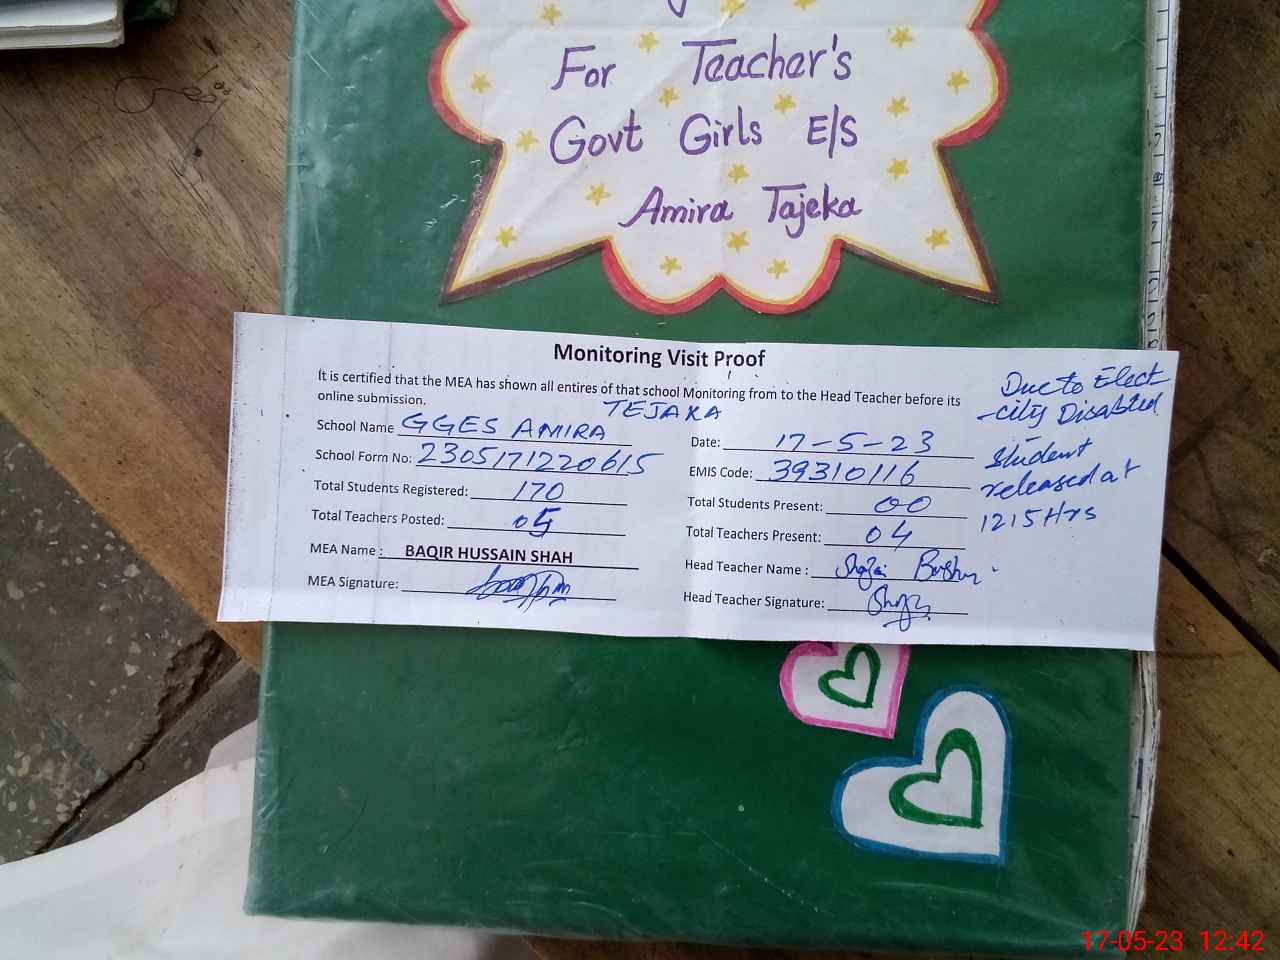 For Teacher's
Govt Girls E/S
Amira Tajeka
Monitoring Visit Proof
It is certified that the MEA has shown all entires of that school Monitoring from to the Head Teacher before its
online submission.
School Name GGES AMIRA TEJAKA
Date: 17-5-23
School Form No: 2305171220615
EMIS Code: 39310116
Total Students Registered: 170
Total Students Present: 00
Total Teachers Posted: 05
Total Teachers Present: 04
MEA Name : BAQIR HUSSAIN SHAH
Head Teacher Name :
MEA Signature:
Head Teacher Signature:
Due to Elect
-city Disabled
Student
released at
1215 Hrs
17-05-23 12:42